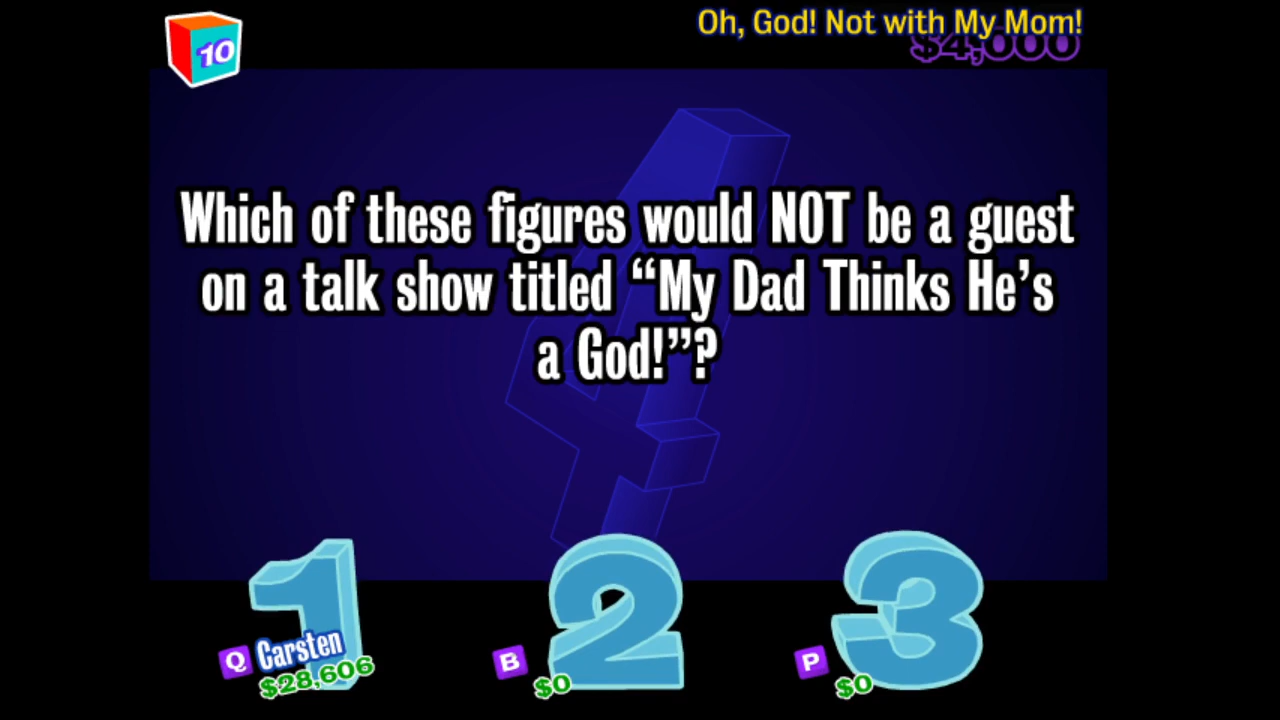 10
Oh, God! Not with My Mom!
$4,000
Which of these figures would NOT be a guest
on a talk show titled “My Dad Thinks He’s
a God!”?
1
2
3
Q Carsten
$28,606
B
$0
P
$0